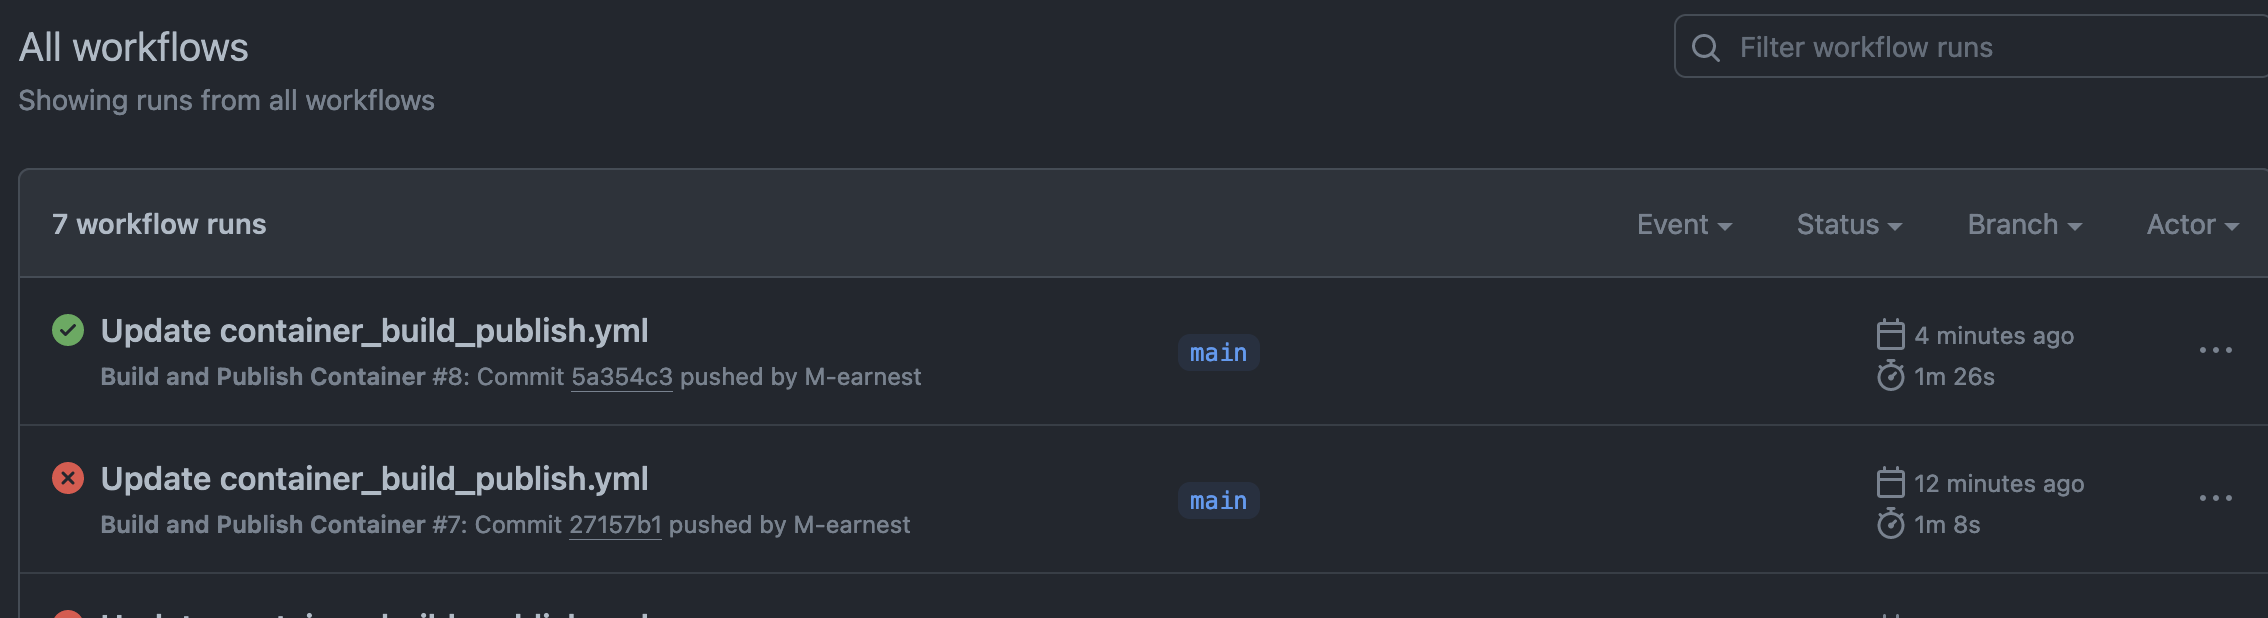 All workflows
Filter workflow runs
Showing runs from all workflows
7 workflow runs
Event
Status
Branch
Actor
Update container_build_publish.yml
main
4 minutes ago
Build and Publish Container #8: Commit 5a354c3 pushed by M-earnest
1m 26s
Update container_build_publish.yml
main
12 minutes ago
Build and Publish Container #7: Commit 27157b1 pushed by M-earnest
1m 8s